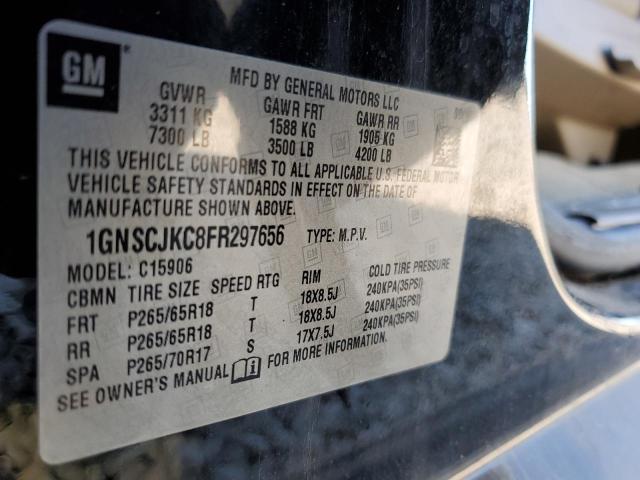 GM ®
MFD BY GENERAL MOTORS LLC
GVWR GAWR FRT GAWR RR
3311 KG 1588 KG 1905 KG
7300 LB 3500 LB 4200 LB
THIS VEHICLE CONFORMS TO ALL APPLICABLE U.S. FEDERAL MOTOR
VEHICLE SAFETY STANDARDS IN EFFECT ON THE DATE OF
MANUFACTURE SHOWN ABOVE.
1GNSCJKC8FR297656 TYPE: M.P.V.
MODEL: C15906
CBMN TIRE SIZE SPEED RTG RIM COLD TIRE PRESSURE
FRT P265/65R18 T 18X8.5J 240KPA(35PSI)
RR P265/65R18 T 18X8.5J 240KPA(35PSI)
SPA P265/70R17 S 17X7.5J 240KPA(35PSI)
SEE OWNER'S MANUAL FOR MORE INFORMATION.